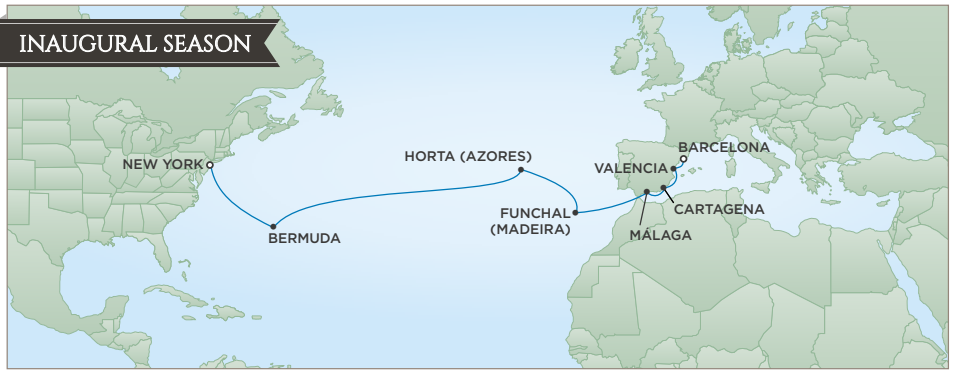 INAUGURAL SEASON
BARCELONA
HORTA (AZORES)
NEW YORK
VALENCIA
CARTAGENA
FUNCHAL
(MADEIRA)
MÁLAGA
BERMUDA